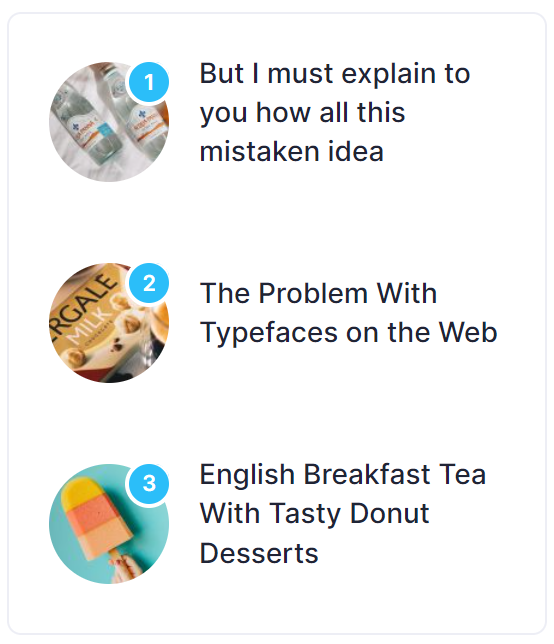 1
But I must explain to
you how all this
mistaken idea
2
MILK
The Problem With
Typefaces on the Web
3
English Breakfast Tea
With Tasty Donut
Desserts